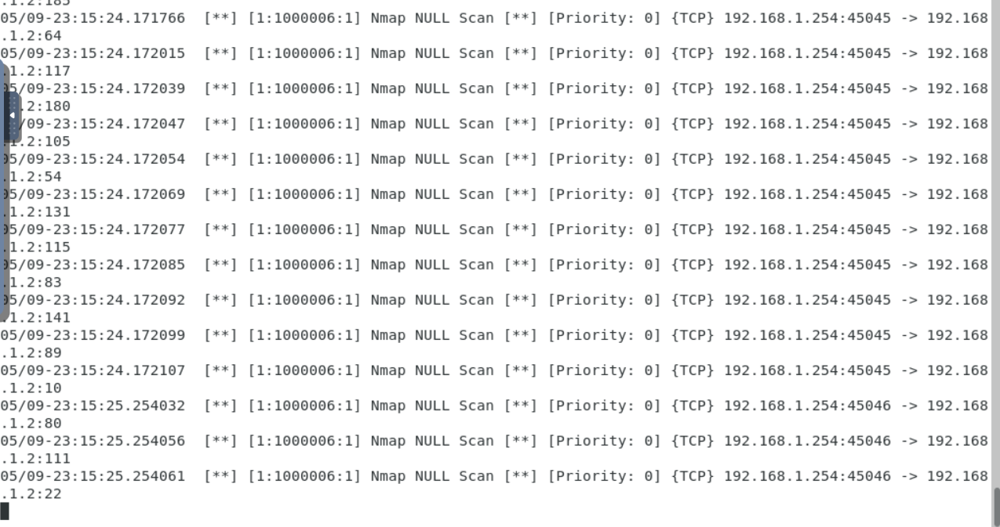 .1.2:185
05/09-23:15:24.171766  [**] [1:1000006:1] Nmap NULL Scan [**] [Priority: 0] {TCP} 192.168.1.254:45045 -> 192.168
.1.2:64
05/09-23:15:24.172015  [**] [1:1000006:1] Nmap NULL Scan [**] [Priority: 0] {TCP} 192.168.1.254:45045 -> 192.168
.1.2:117
05/09-23:15:24.172039  [**] [1:1000006:1] Nmap NULL Scan [**] [Priority: 0] {TCP} 192.168.1.254:45045 -> 192.168
.2:180
/09-23:15:24.172047  [**] [1:1000006:1] Nmap NULL Scan [**] [Priority: 0] {TCP} 192.168.1.254:45045 -> 192.168
.1.2:105
05/09-23:15:24.172054  [**] [1:1000006:1] Nmap NULL Scan [**] [Priority: 0] {TCP} 192.168.1.254:45045 -> 192.168
.1.2:54
05/09-23:15:24.172069  [**] [1:1000006:1] Nmap NULL Scan [**] [Priority: 0] {TCP} 192.168.1.254:45045 -> 192.168
.1.2:131
05/09-23:15:24.172077  [**] [1:1000006:1] Nmap NULL Scan [**] [Priority: 0] {TCP} 192.168.1.254:45045 -> 192.168
.1.2:115
05/09-23:15:24.172085  [**] [1:1000006:1] Nmap NULL Scan [**] [Priority: 0] {TCP} 192.168.1.254:45045 -> 192.168
.1.2:83
05/09-23:15:24.172092  [**] [1:1000006:1] Nmap NULL Scan [**] [Priority: 0] {TCP} 192.168.1.254:45045 -> 192.168
.1.2:141
05/09-23:15:24.172099  [**] [1:1000006:1] Nmap NULL Scan [**] [Priority: 0] {TCP} 192.168.1.254:45045 -> 192.168
.1.2:89
05/09-23:15:24.172107  [**] [1:1000006:1] Nmap NULL Scan [**] [Priority: 0] {TCP} 192.168.1.254:45045 -> 192.168
.1.2:10
05/09-23:15:25.254032  [**] [1:1000006:1] Nmap NULL Scan [**] [Priority: 0] {TCP} 192.168.1.254:45046 -> 192.168
.1.2:80
05/09-23:15:25.254056  [**] [1:1000006:1] Nmap NULL Scan [**] [Priority: 0] {TCP} 192.168.1.254:45046 -> 192.168
.1.2:111
05/09-23:15:25.254061  [**] [1:1000006:1] Nmap NULL Scan [**] [Priority: 0] {TCP} 192.168.1.254:45046 -> 192.168
.1.2:22